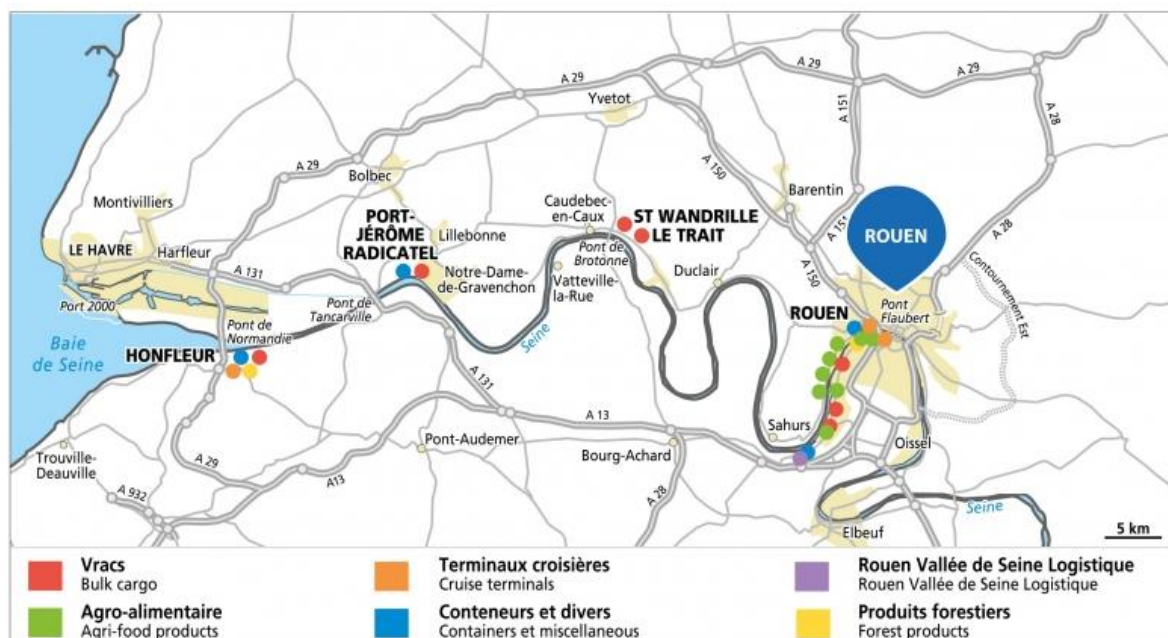 A 29
A 29
A 28
Yvetot
A 151
A 29
Bolbec
A 150
Barentin
Montivilliers
PORT-
JÉRÔME
RADICATEL
Caudebec-
en-Caux
ST WANDRILLE
LE TRAIT
A 151
ROUEN
A 28
LE HAVRE
Harfleur
Lillebonne
Pont de
Brotonne
A 131
Notre-Dame-
de-Gravenchon
Vatteville-
la-Rue
Duclair
A 150
Contournement Est
Port 2000
Pont de
Tancarville
ROUEN
Pont
Flaubert
Baie
de Seine
Pont de
Normandie
Seine
HONFLEUR
A 131
A 13
Sahurs
Trouville-
Deauville
A 29
Pont-Audemer
Bourg-Achard
Oissel
A 932
A13
A 28
Elbeuf
Seine
5 km
Vracs
Bulk cargo
Terminaux croisières
Cruise terminals
Rouen Vallée de Seine Logistique
Rouen Vallée de Seine Logistique
Agro-alimentaire
Agri-food products
Conteneurs et divers
Containers et miscellaneous
Produits forestiers
Forest products